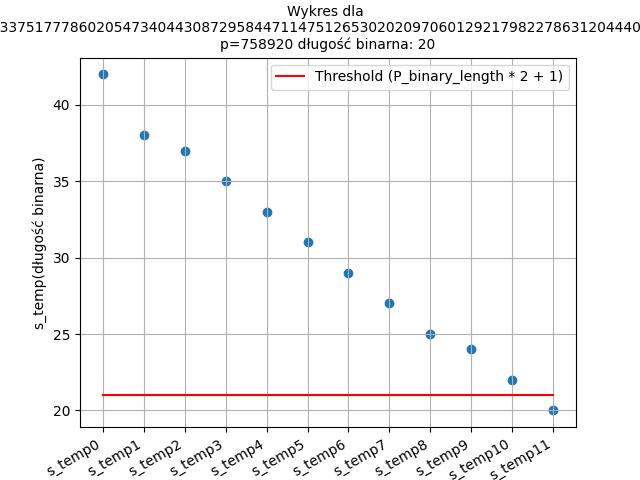 Wykres dla
3375177786020547340443087295844711475126530202097060129217982278631204440
p=758920 długość binarna: 20
Threshold (P_binary_length * 2 + 1)
s_temp(długość binarna)
40
35
30
25
20
s_temp0
s_temp1
s_temp2
s_temp3
s_temp4
s_temp5
s_temp6
s_temp7
s_temp8
s_temp9
s_temp10
s_temp11